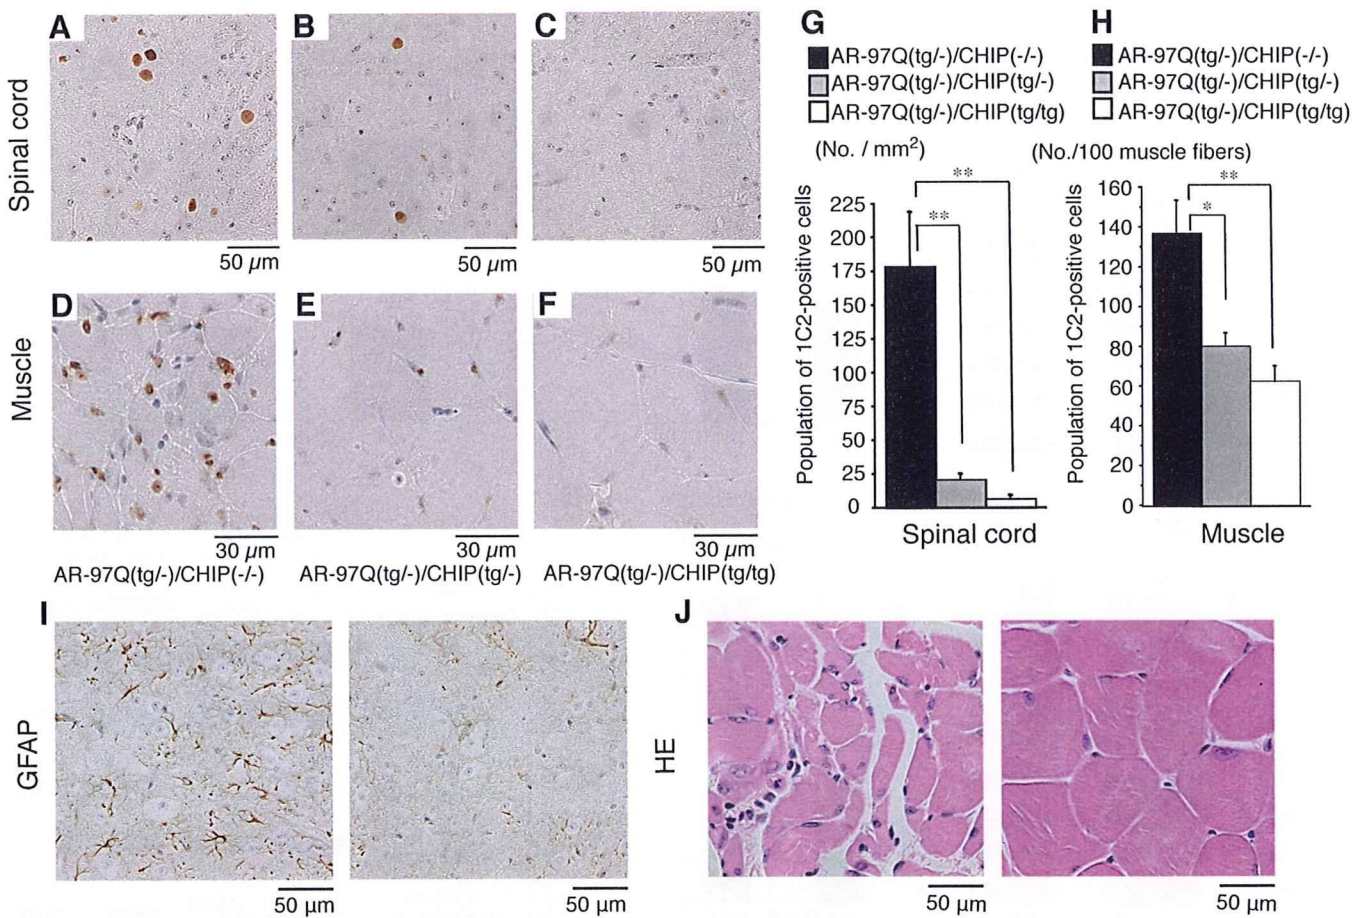 A
B
C
Spinal cord
50 µm
50 µm
50 µm
D
E
F
Muscle
30 µm
30 µm
30 µm
AR-97Q(tg/-)/CHIP(-/-)
AR-97Q(tg/-)/CHIP(tg/-)
AR-97Q(tg/-)/CHIP(tg/tg)
G
AR-97Q(tg/-)/CHIP(-/-)
AR-97Q(tg/-)/CHIP(tg/-)
AR-97Q(tg/-)/CHIP(tg/tg)
(No. / mm²)
Population of 1C2-positive cells
225
200
175
150
125
100
75
50
25
0
**
**
Spinal cord
H
AR-97Q(tg/-)/CHIP(-/-)
AR-97Q(tg/-)/CHIP(tg/-)
AR-97Q(tg/-)/CHIP(tg/tg)
(No./100 muscle fibers)
Population of 1C2-positive cells
160
140
120
100
80
60
40
20
0
**
*
Muscle
I
GFAP
50 µm
50 µm
J
HE
50 µm
50 µm